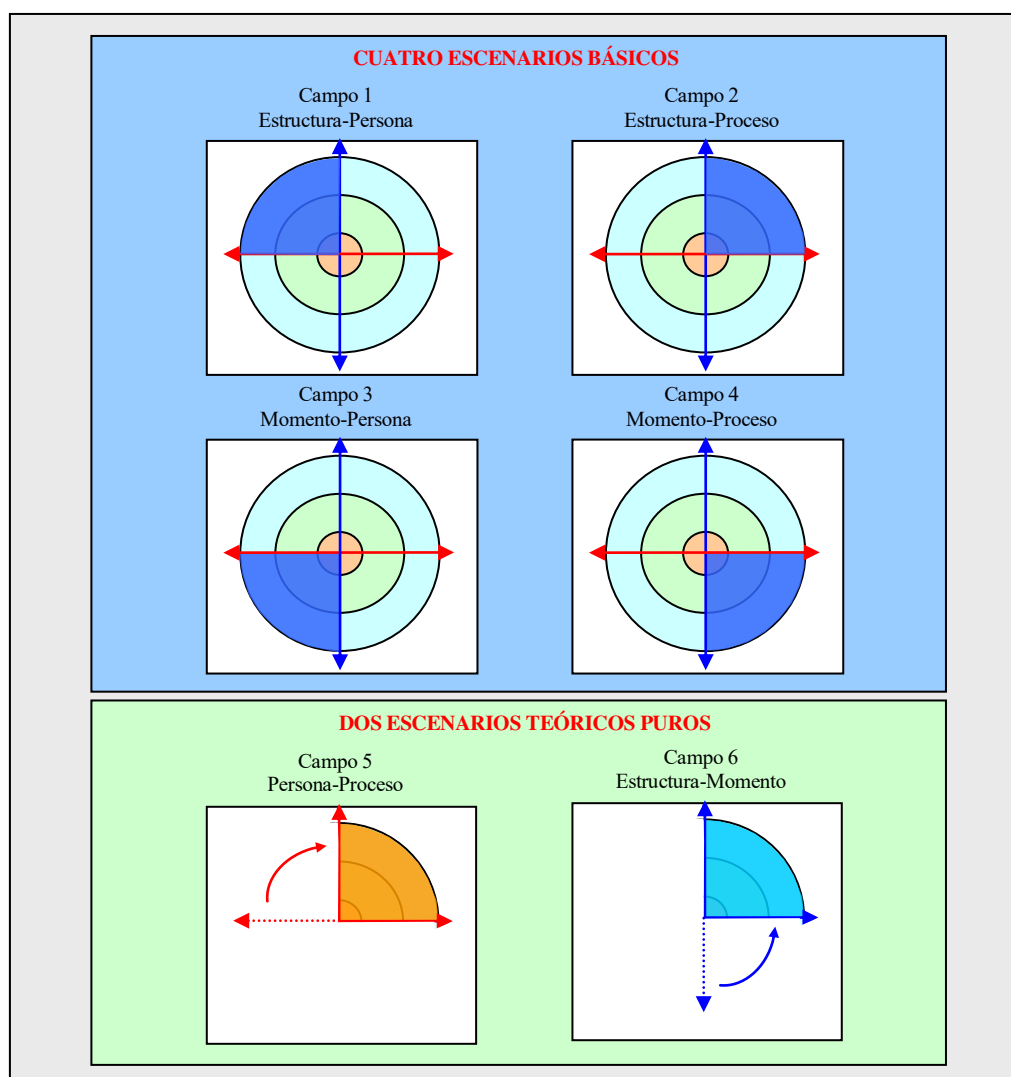 CUATRO ESCENARIOS BÁSICOS
Campo 1
Estructura-Persona
Campo 2
Estructura-Proceso
Campo 3
Momento-Persona
Campo 4
Momento-Proceso
DOS ESCENARIOS TEÓRICOS PUROS
Campo 5
Persona-Proceso
Campo 6
Estructura-Momento